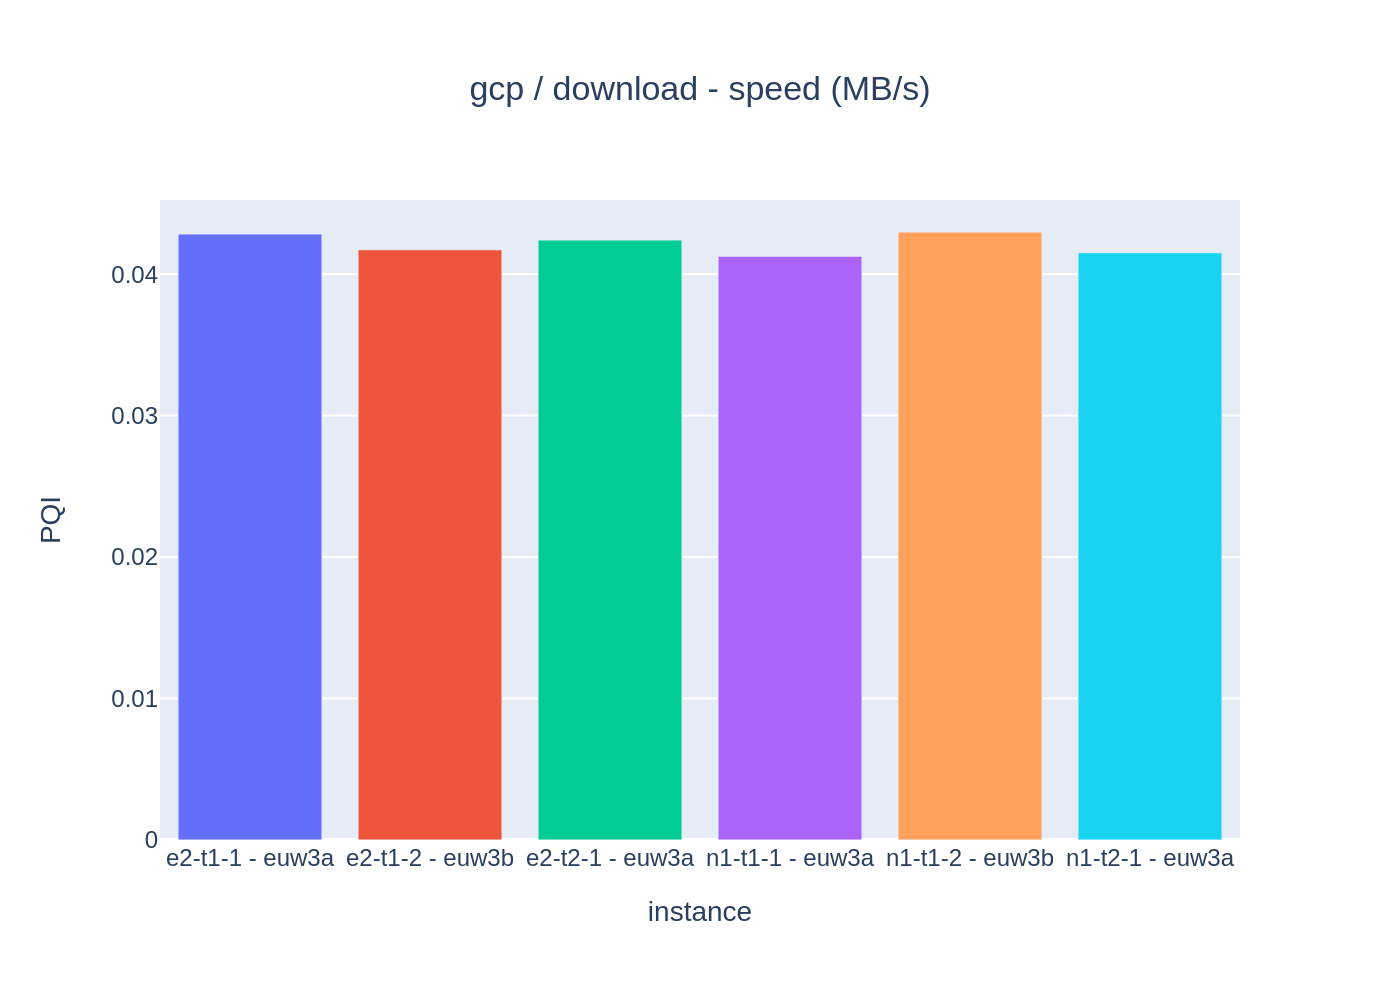 gcp / download - speed (MB/s)
0.04
0.03
0.02
0.01
0
PQI
e2-t1-1 - euw3a
e2-t1-2 - euw3b
e2-t2-1 - euw3a
n1-t1-1 - euw3a
n1-t1-2 - euw3b
n1-t2-1 - euw3a
instance